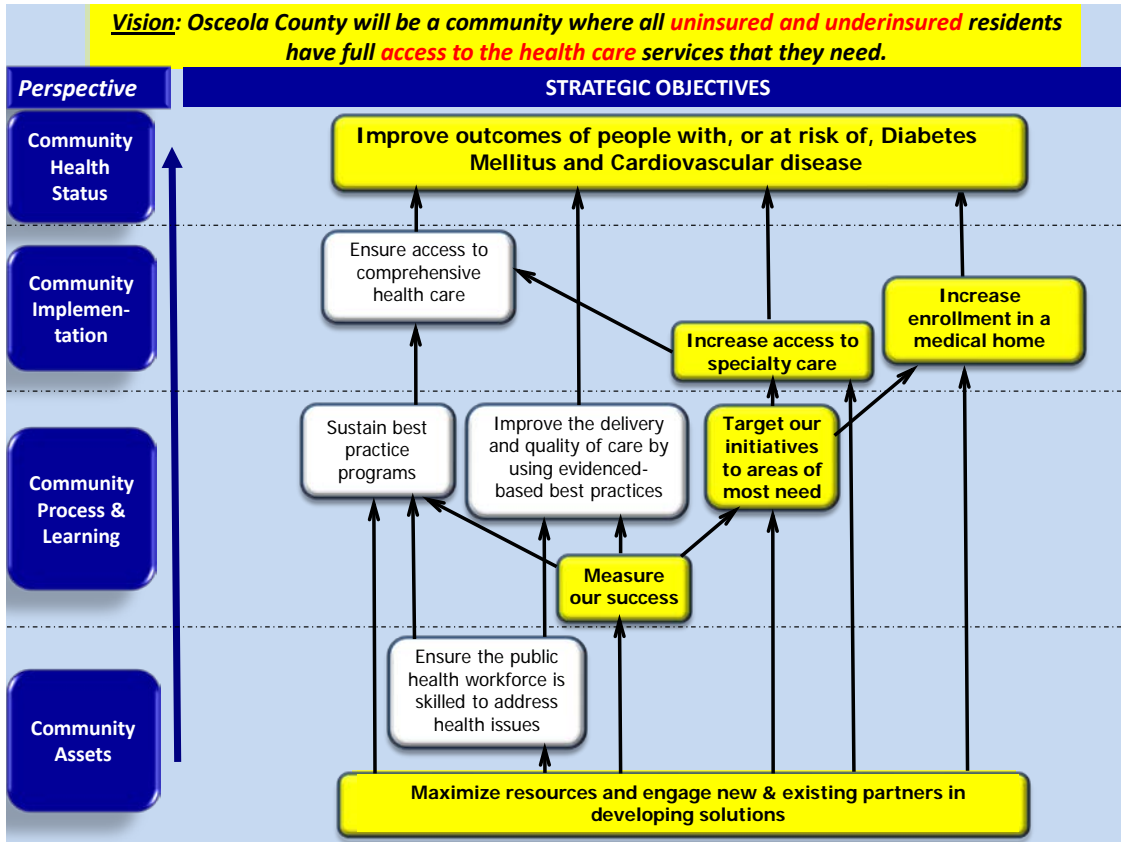 Vision: Osceola County will be a community where all uninsured and underinsured residents
have full access to the health care services that they need.
Perspective
STRATEGIC OBJECTIVES
Community
Health
Status
Improve outcomes of people with, or at risk of, Diabetes
Mellitus and Cardiovascular disease
Community
Implemen-
tation
Ensure access to
comprehensive
health care
Increase access to
specialty care
Increase
enrollment in a
medical home
Community
Process &
Learning
Sustain best
practice
programs
Improve the delivery
and quality of care by
using evidenced-
based best practices
Target our
initiatives
to areas of
most need
Measure
our success
Community
Assets
Ensure the public
health workforce is
skilled to address
health issues
Maximize resources and engage new & existing partners in
developing solutions